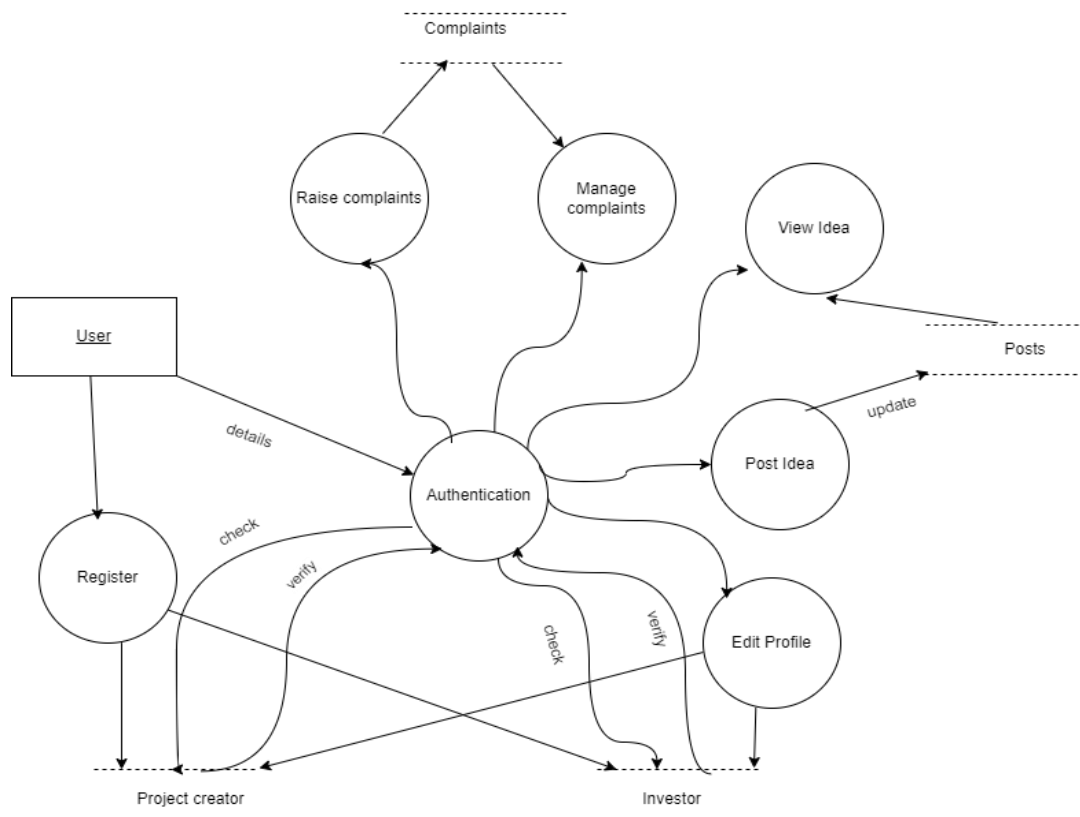 Complaints
Raise complaints
Manage
complaints
View Idea
User
Posts
details
update
Post Idea
Authentication
check
verify
Register
check
verify
Edit Profile
Project creator
Investor